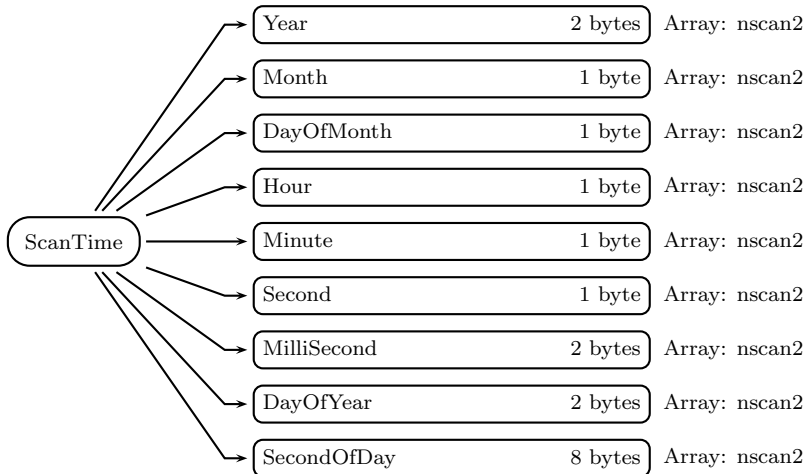 Year 2 bytes Array: nscan2
Month 1 byte Array: nscan2
DayOfMonth 1 byte Array: nscan2
Hour 1 byte Array: nscan2
ScanTime Minute 1 byte Array: nscan2
Second 1 byte Array: nscan2
MilliSecond 2 bytes Array: nscan2
DayOfYear 2 bytes Array: nscan2
SecondOfDay 8 bytes Array: nscan2